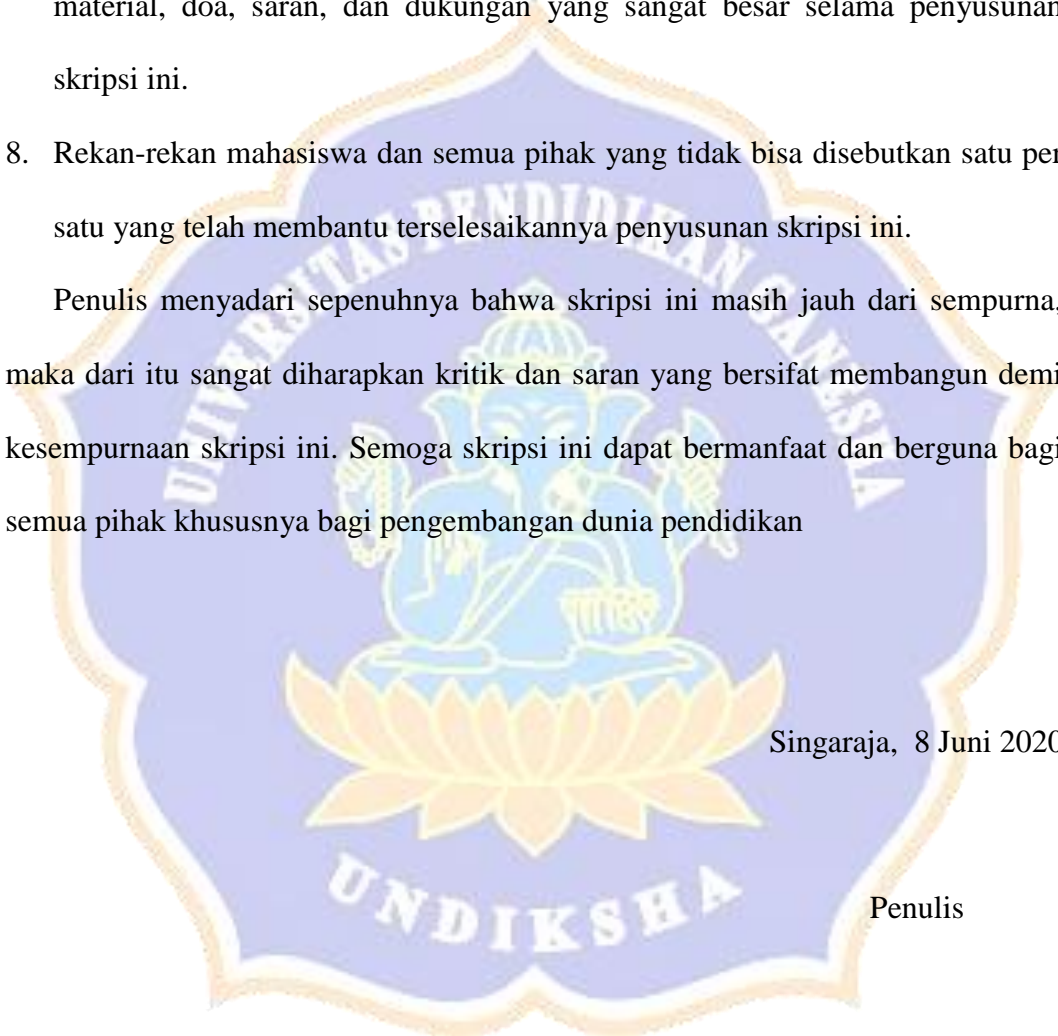 material, doa, saran, dan dukungan yang sangat besar selama penyusunan
skripsi ini.
8. Rekan-rekan mahasiswa dan semua pihak yang tidak bisa disebutkan satu per
satu yang telah membantu terselesaikannya penyusunan skripsi ini.
Penulis menyadari sepenuhnya bahwa skripsi ini masih jauh dari sempurna,
maka dari itu sangat diharapkan kritik dan saran yang bersifat membangun demi
kesempurnaan skripsi ini. Semoga skripsi ini dapat bermanfaat dan berguna bagi
semua pihak khususnya bagi pengembangan dunia pendidikan
Singaraja,  8 Juni 2020
Penulis
UNIVERSITAS PENDIDIKAN GANESHA
UNDIKSHA